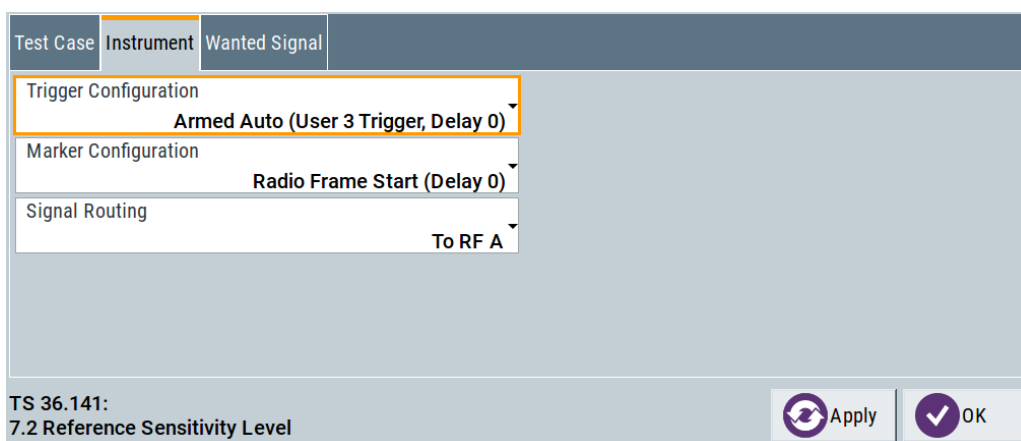 Test Case Instrument Wanted Signal
Trigger Configuration
Armed Auto (User 3 Trigger, Delay 0)
Marker Configuration
Radio Frame Start (Delay 0)
Signal Routing
To RF A
TS 36.141:
7.2 Reference Sensitivity Level
Apply OK